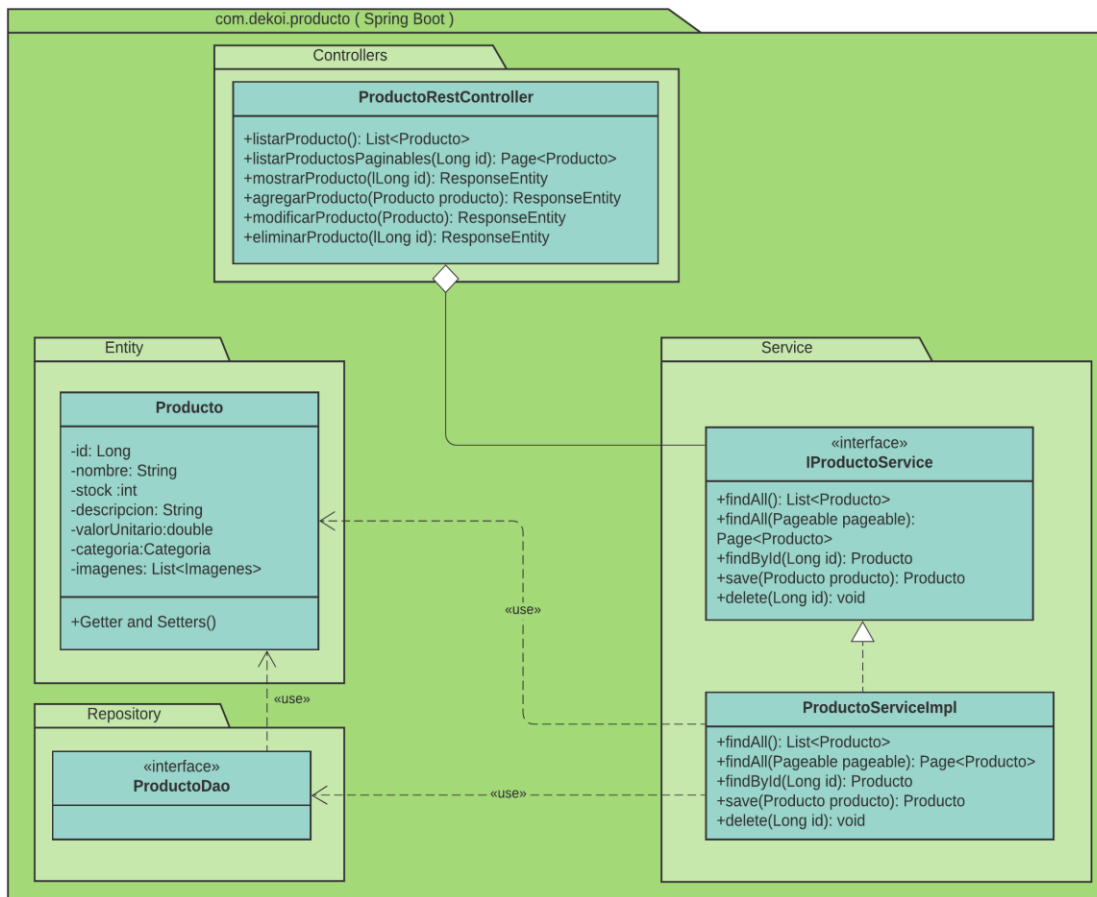 com.dekoi.producto ( Spring Boot )
Controllers
ProductoRestController
+listarProducto(): List<Producto>
+listarProductosPaginables(Long id): Page<Producto>
+mostrarProducto(lLong id): ResponseEntity
+agregarProducto(Producto producto): ResponseEntity
+modificarProducto(Producto): ResponseEntity
+eliminarProducto(lLong id): ResponseEntity
Entity
Producto
-id: Long
-nombre: String
-stock :int
-descripcion: String
-valorUnitario:double
-categoria:Categoria
-imagenes: List<Imagenes>
+Getter and Setters()
«use»
Repository
«interface»
ProductoDao
«use»
«use»
Service
«interface»
IProductoService
+findAll(): List<Producto>
+findAll(Pageable pageable):
Page<Producto>
+findById(Long id): Producto
+save(Producto producto): Producto
+delete(Long id): void
ProductoServiceImpl
+findAll(): List<Producto>
+findAll(Pageable pageable): Page<Producto>
+findById(Long id): Producto
+save(Producto producto): Producto
+delete(Long id): void